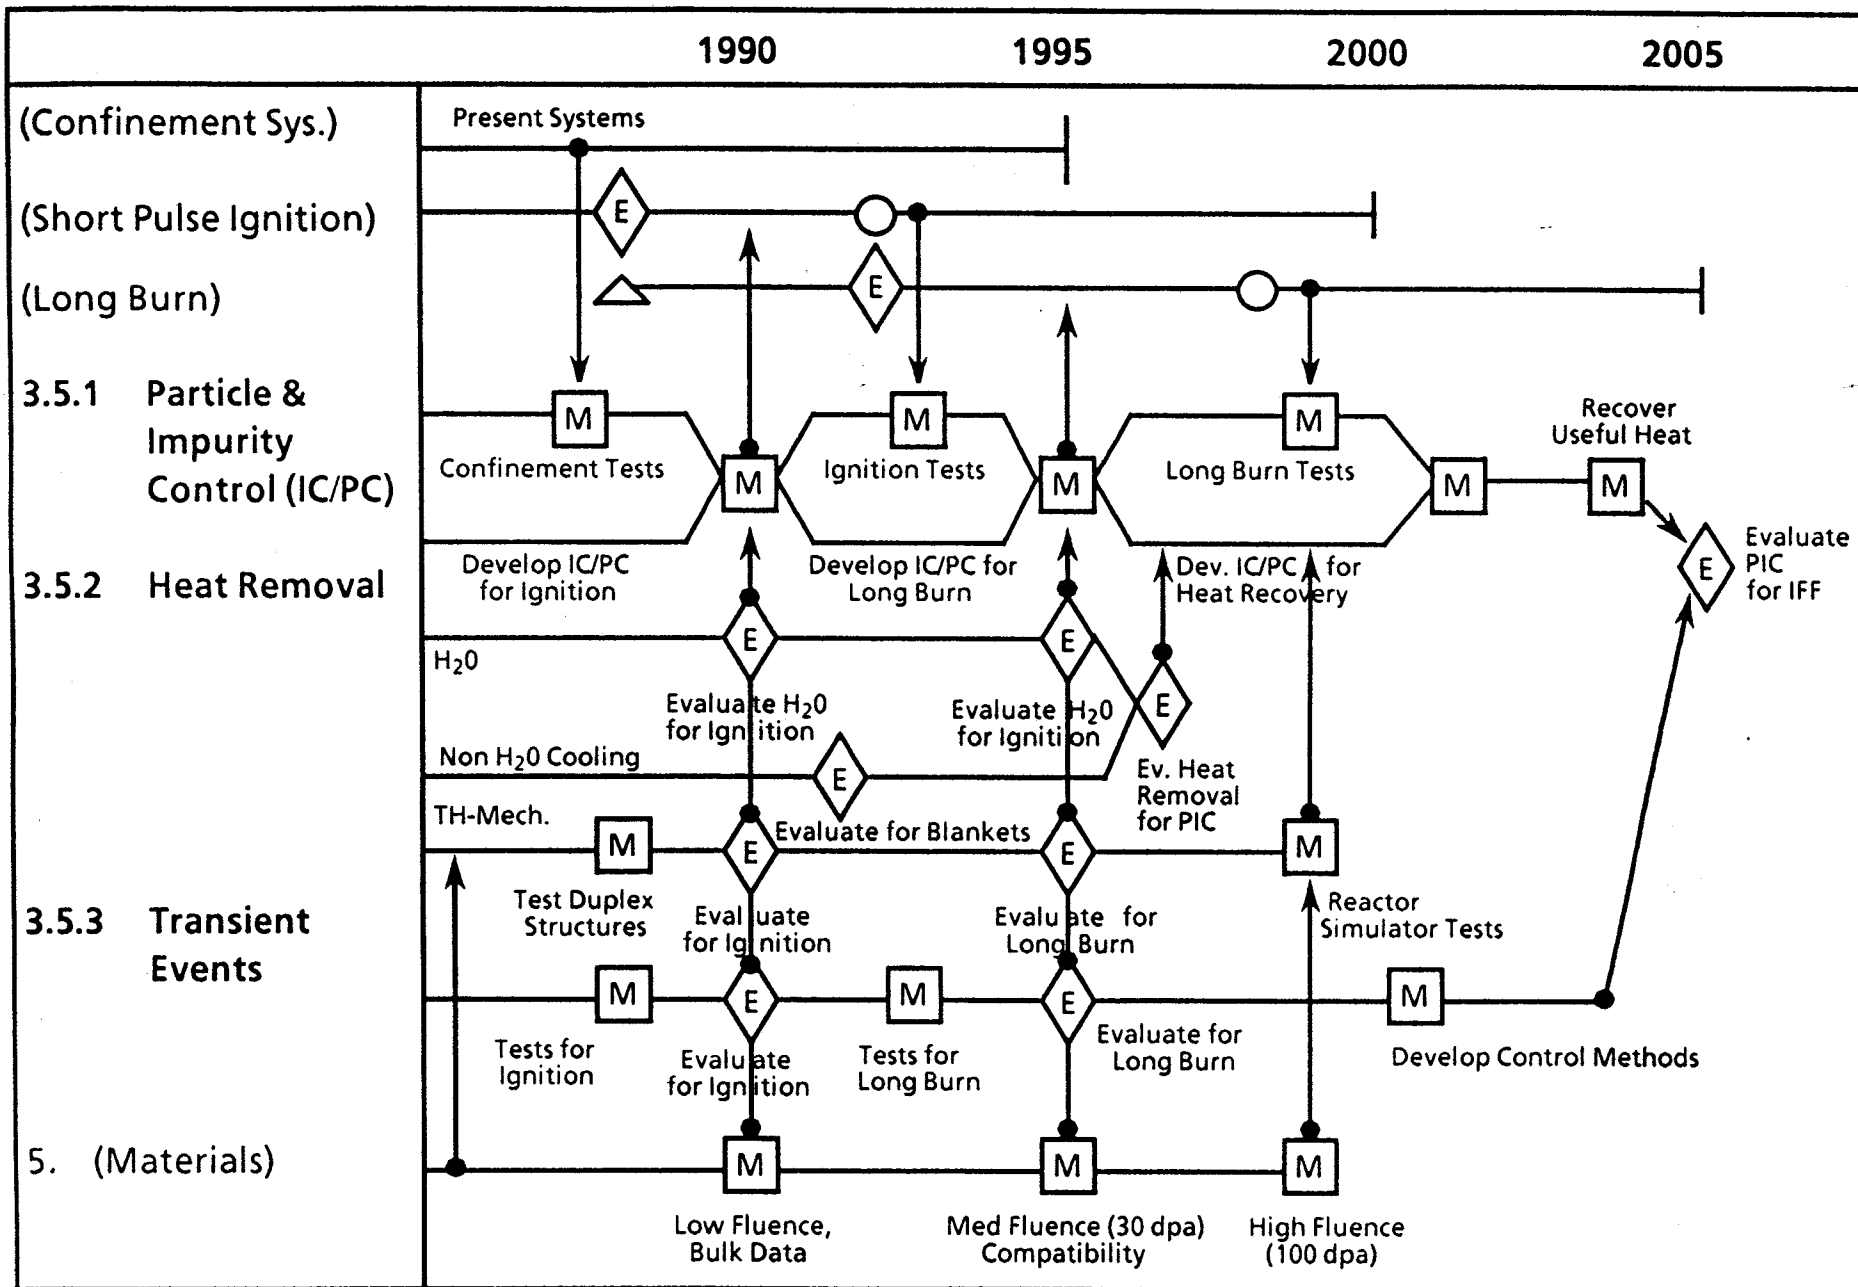 1990 1995 2000 2005
(Confinement Sys.)
Present Systems
(Short Pulse Ignition)
E
(Long Burn)
E
3.5.1 Particle &
Impurity
Control (IC/PC)
M
M
M
Confinement Tests
Ignition Tests
Long Burn Tests
M
M
M
M
Recover
Useful Heat
Develop IC/PC
for Ignition
Develop IC/PC for
Long Burn
Dev. IC/PC for
Heat Recovery
E
Evaluate
PIC
for IFF
3.5.2 Heat Removal
H₂0
E
E
E
Evaluate H₂0
for Ignition
Evaluate H₂0
for Ignition
Non H₂0 Cooling
E
Ev. Heat
Removal
for PIC
TH-Mech.
M
E
Evaluate for Blankets
E
M
Test Duplex
Structures
Evaluate
for Ignition
Evaluate for
Long Burn
Reactor
Simulator Tests
3.5.3 Transient
Events
M
E
M
E
M
Tests for
Ignition
Evaluate
for Ignition
Tests for
Long Burn
Evaluate for
Long Burn
Develop Control Methods
5. (Materials)
M
M
M
Low Fluence,
Bulk Data
Med Fluence (30 dpa)
Compatibility
High Fluence
(100 dpa)